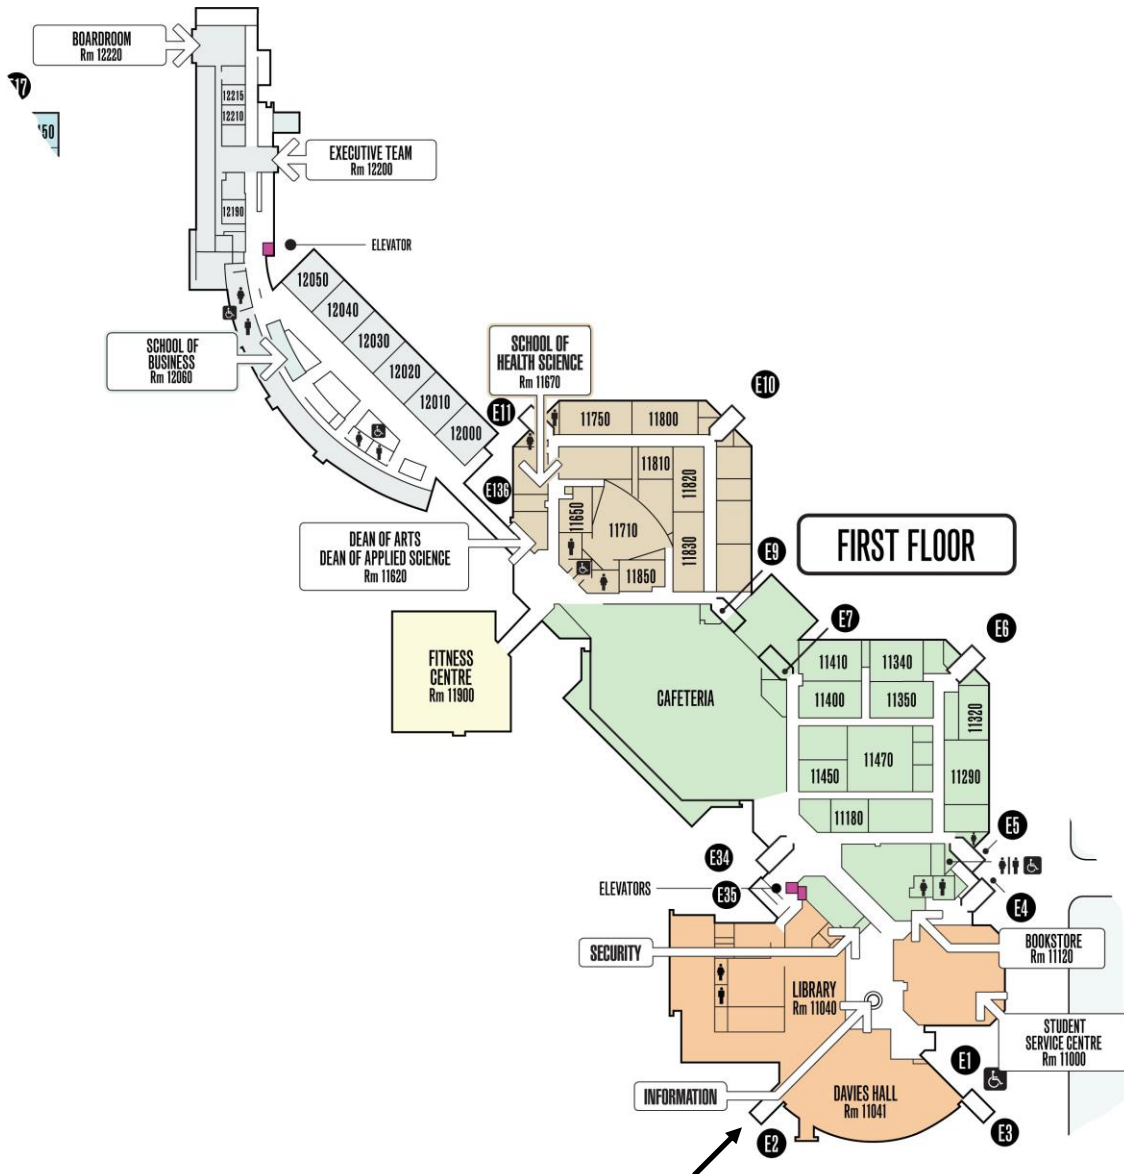 BOARDROOM
Rm 12220
12215
12210
EXECUTIVE TEAM
Rm 12200
12190
ELEVATOR
12050
12040
12030
12020
12010
12000
SCHOOL OF
BUSINESS
Rm 12060
SCHOOL OF
HEALTH SCIENCE
Rm 11670
E11
E10
11750
11800
11810
11820
E136
11650
11710
11830
11850
DEAN OF ARTS
DEAN OF APPLIED SCIENCE
Rm 11620
FIRST FLOOR
E9
E7
E6
FITNESS
CENTRE
Rm 11900
CAFETERIA
11410
11340
11400
11350
11320
11470
11450
11290
11180
E5
E34
ELEVATORS
E35
E4
SECURITY
BOOKSTORE
Rm 11120
LIBRARY
Rm 11040
STUDENT
SERVICE CENTRE
Rm 11000
E1
INFORMATION
DAVIES HALL
Rm 11041
E2
E3